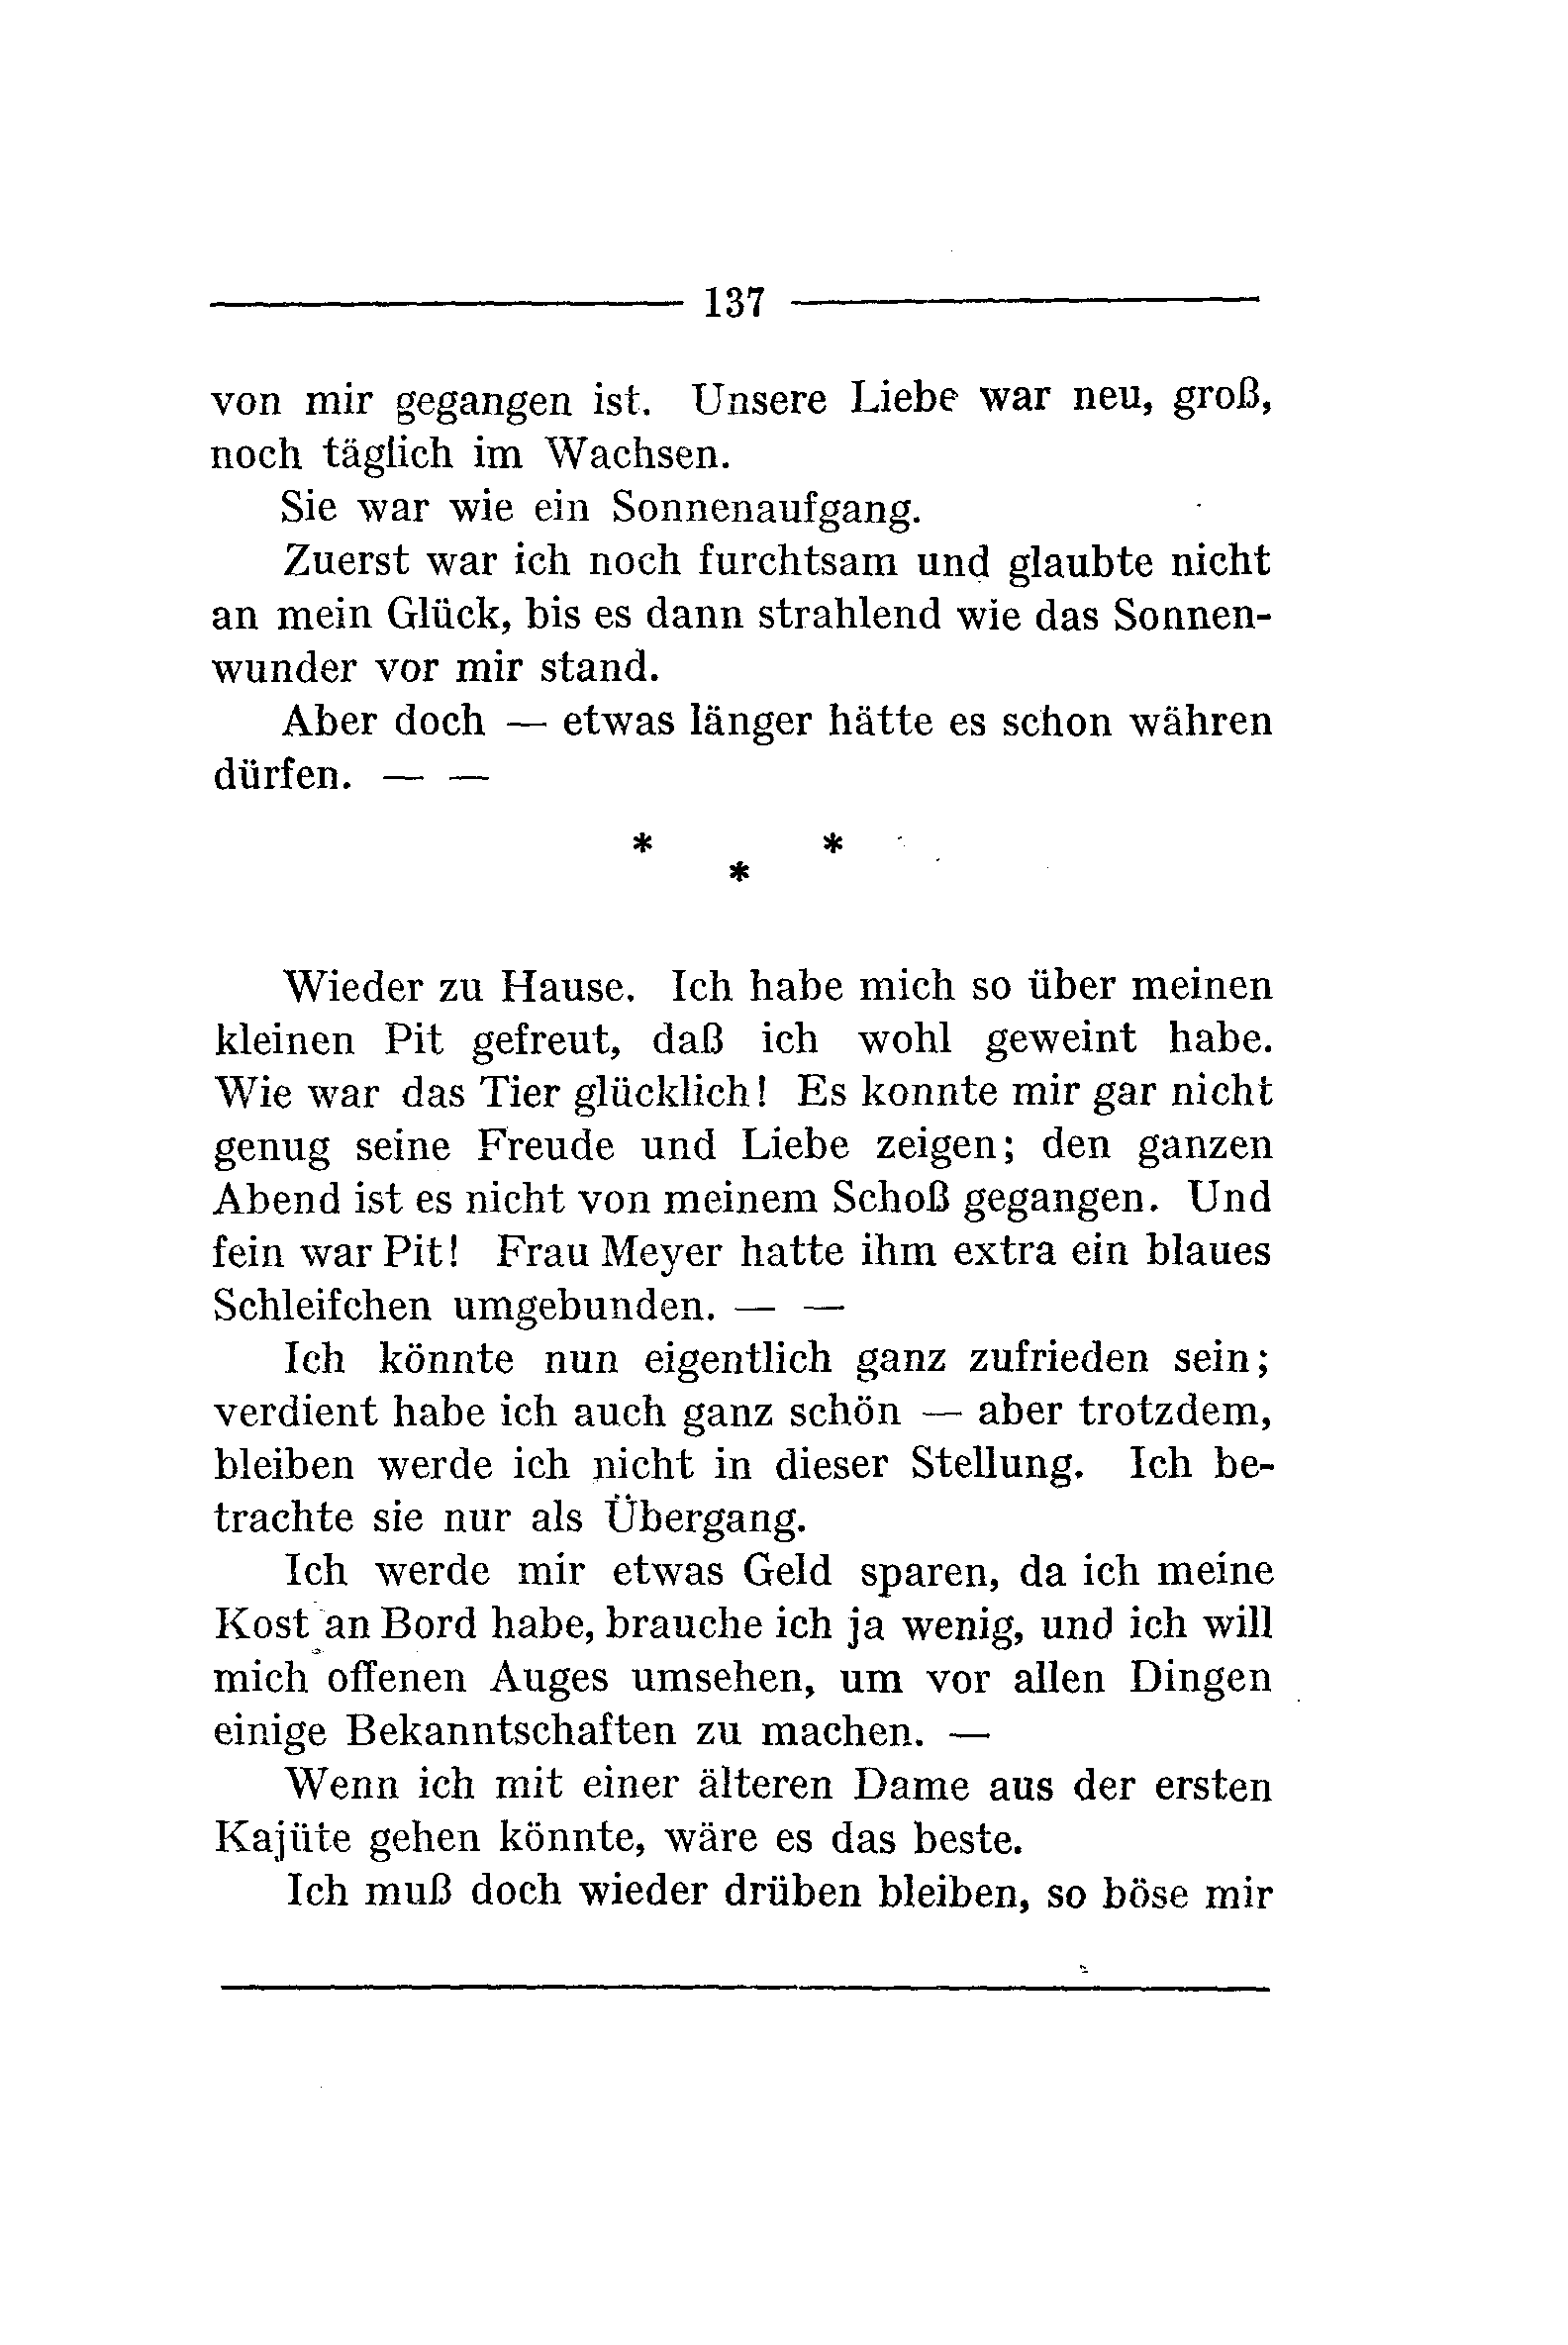 137
von mir gegangen ist. Unsere Liebe war neu, groß,
noch täglich im Wachsen.
Sie war wie ein Sonnenaufgang.
Zuerst war ich noch furchtsam und glaubte nicht
an mein Glück, bis es dann strahlend wie das Sonnen-
wunder vor mir stand.
Aber doch — etwas länger hätte es schon währen
dürfen. — —
* *
*
Wieder zu Hause. Ich habe mich so über meinen
kleinen Pit gefreut, daß ich wohl geweint habe.
Wie war das Tier glücklich! Es konnte mir gar nicht
genug seine Freude und Liebe zeigen; den ganzen
Abend ist es nicht von meinem Schoß gegangen. Und
fein war Pit! Frau Meyer hatte ihm extra ein blaues
Schleifchen umgebunden. — —
Ich könnte nun eigentlich ganz zufrieden sein;
verdient habe ich auch ganz schön — aber trotzdem,
bleiben werde ich nicht in dieser Stellung. Ich be-
trachte sie nur als Übergang.
Ich werde mir etwas Geld sparen, da ich meine
Kost an Bord habe, brauche ich ja wenig, und ich will
mich offenen Auges umsehen, um vor allen Dingen
einige Bekanntschaften zu machen. —
Wenn ich mit einer älteren Dame aus der ersten
Kajüte gehen könnte, wäre es das beste.
Ich muß doch wieder drüben bleiben, so böse mir